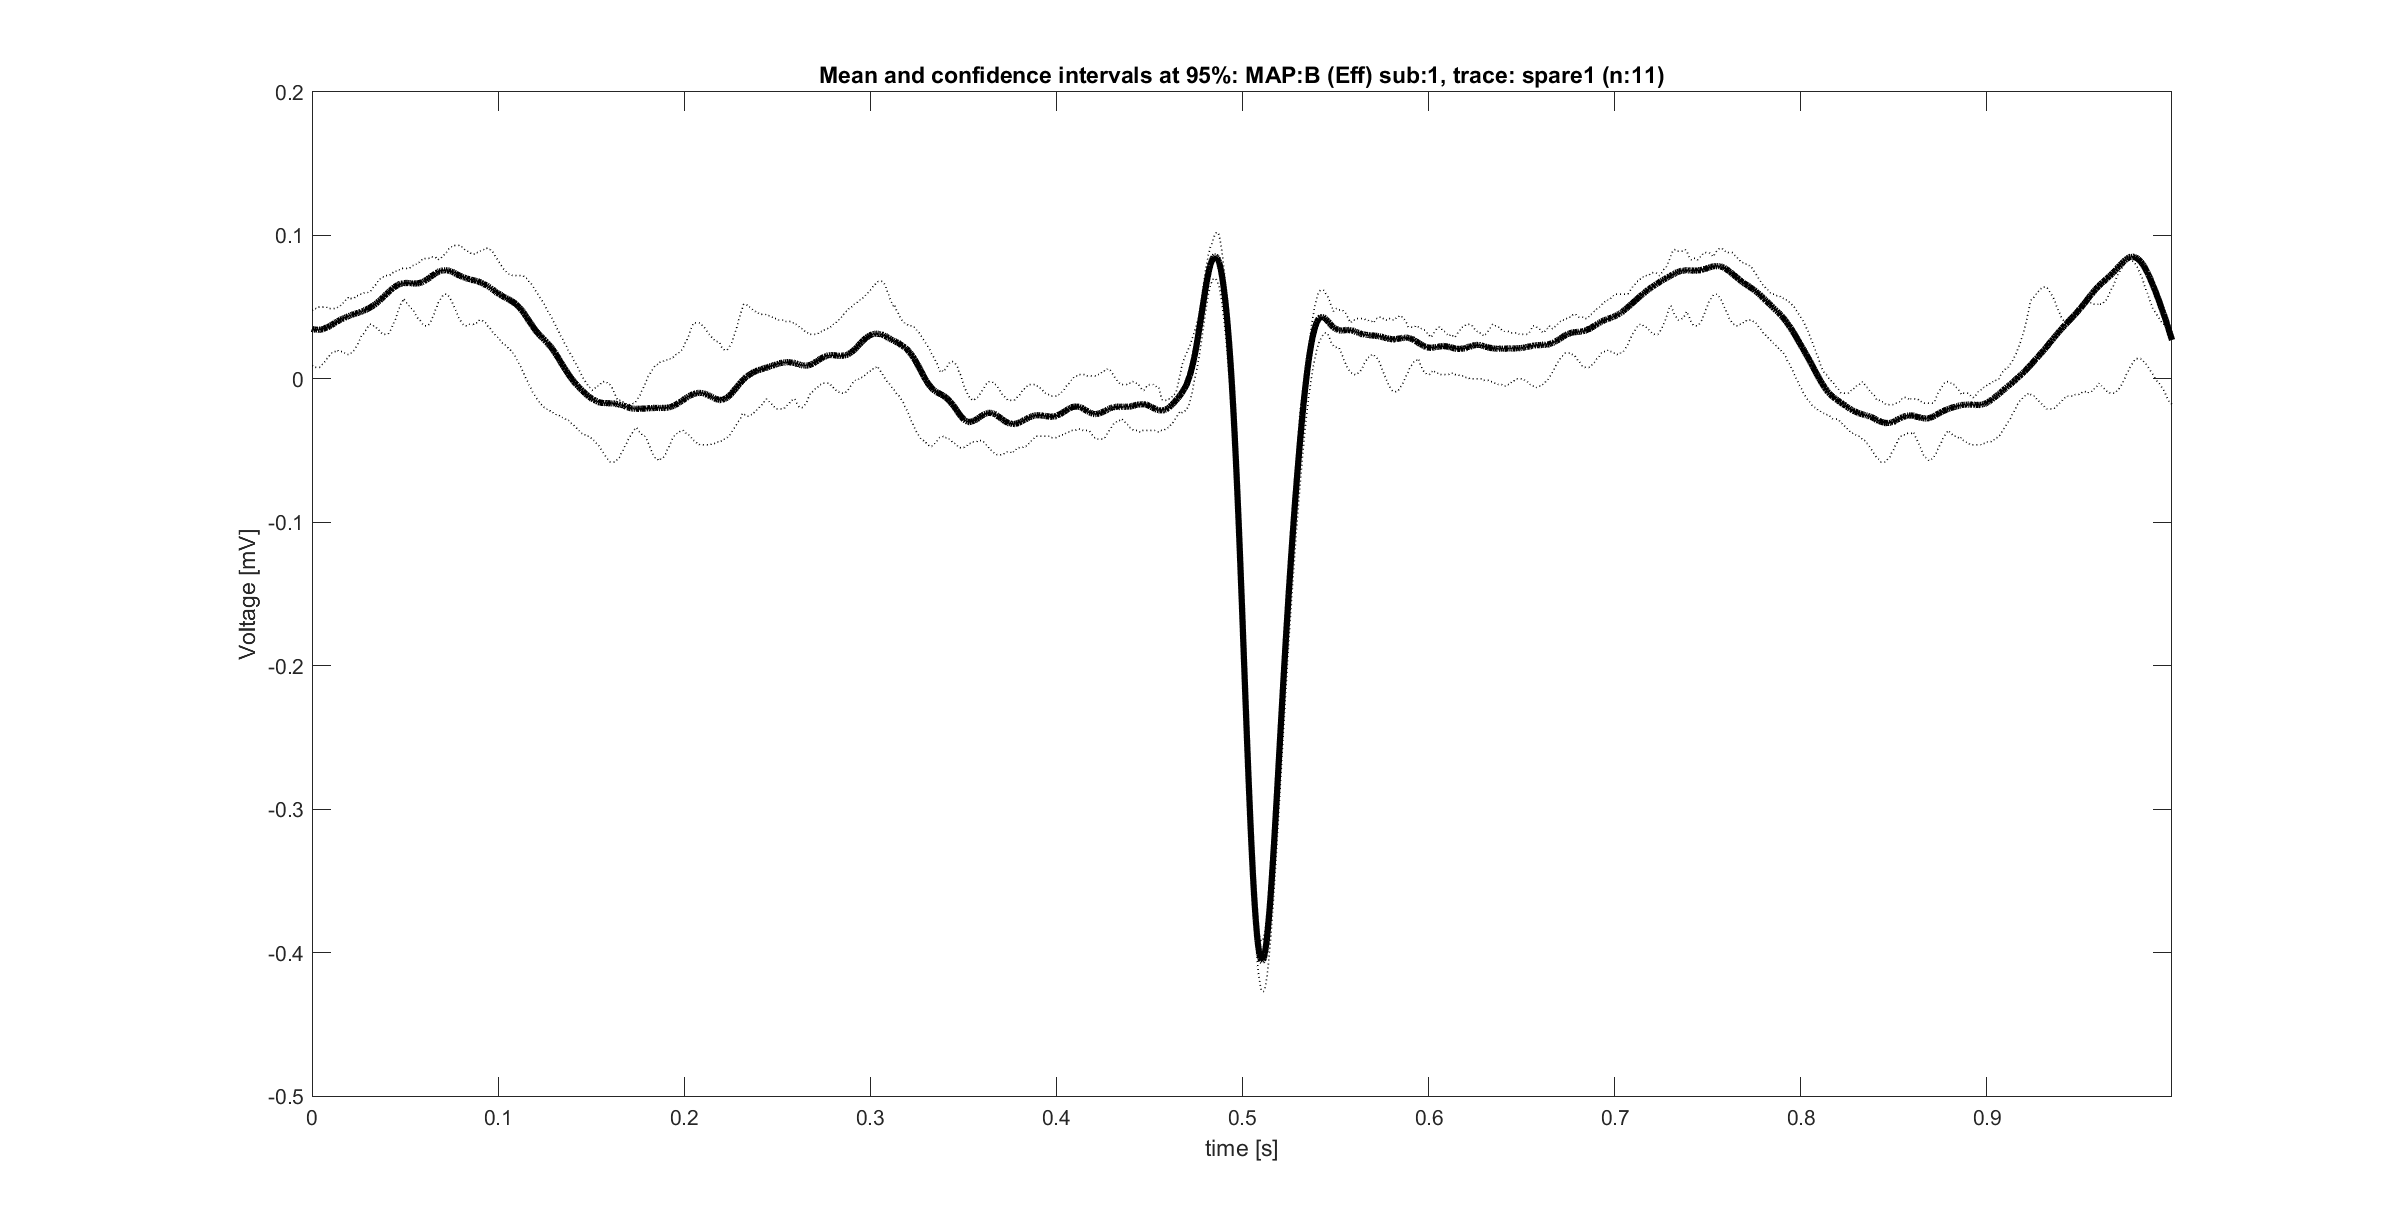 Mean and confidence intervals at 95%: MAP:B (Eff) sub:1, trace: spare1 (n:11)
0.2
0.1
0
-0.1
-0.2
-0.3
-0.4
-0.5
Voltage [mV]
0 0.1 0.2 0.3 0.4 0.5 0.6 0.7 0.8 0.9
time [s]